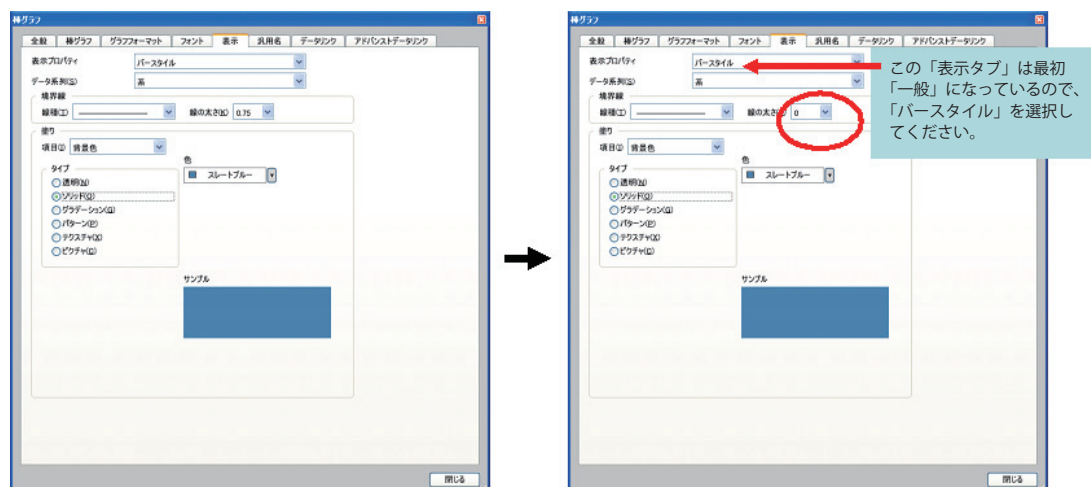 棒グラフ
全般 棒グラフ グラフフォーマット フォント 表示 汎用名 データリンク アドバンストデータリンク
表示プロパティ バースタイル
データ系列(S) 系
境界線
線種(T) 線の太さ(K) 0.75
塗り
項目(I) 背景色
タイプ
色
透明(N)
スレートブルー
ソリッド(O)
グラデーション(G)
パターン(P)
テクスチャ(X)
ピクチャ(C)
サンプル
閉じる
棒グラフ
全般 棒グラフ グラフフォーマット フォント 表示 汎用名 データリンク アドバンストデータリンク
表示プロパティ バースタイル
データ系列(S) 系
境界線
線種(T) 線の太さ 0
塗り
項目(I) 背景色
タイプ
色
透明(N)
スレートブルー
ソリッド(O)
グラデーション(G)
パターン(P)
テクスチャ(X)
ピクチャ(C)
サンプル
閉じる
この「表示タブ」は最初
「一般」になっているので、
「バースタイル」を選択し
てください。